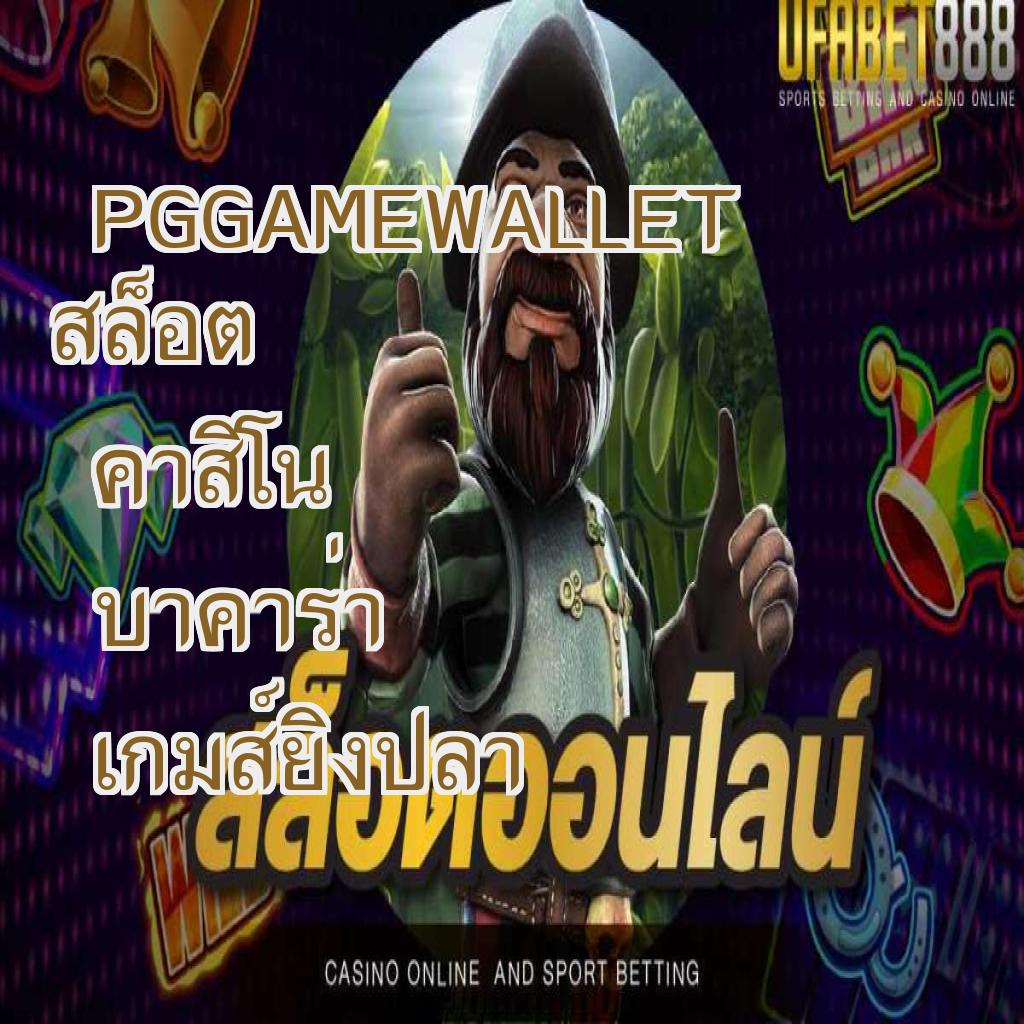 UFABET888
SPORTS BETTING AND CASINO ONLINE
BAR
PGGAMEWALLET
สล็อต
คาสิโน
บาคาร่า
เกมส์ยิงปลา
สล็อตออนไลน์
WIN
CASINO ONLINE AND SPORT BETTING